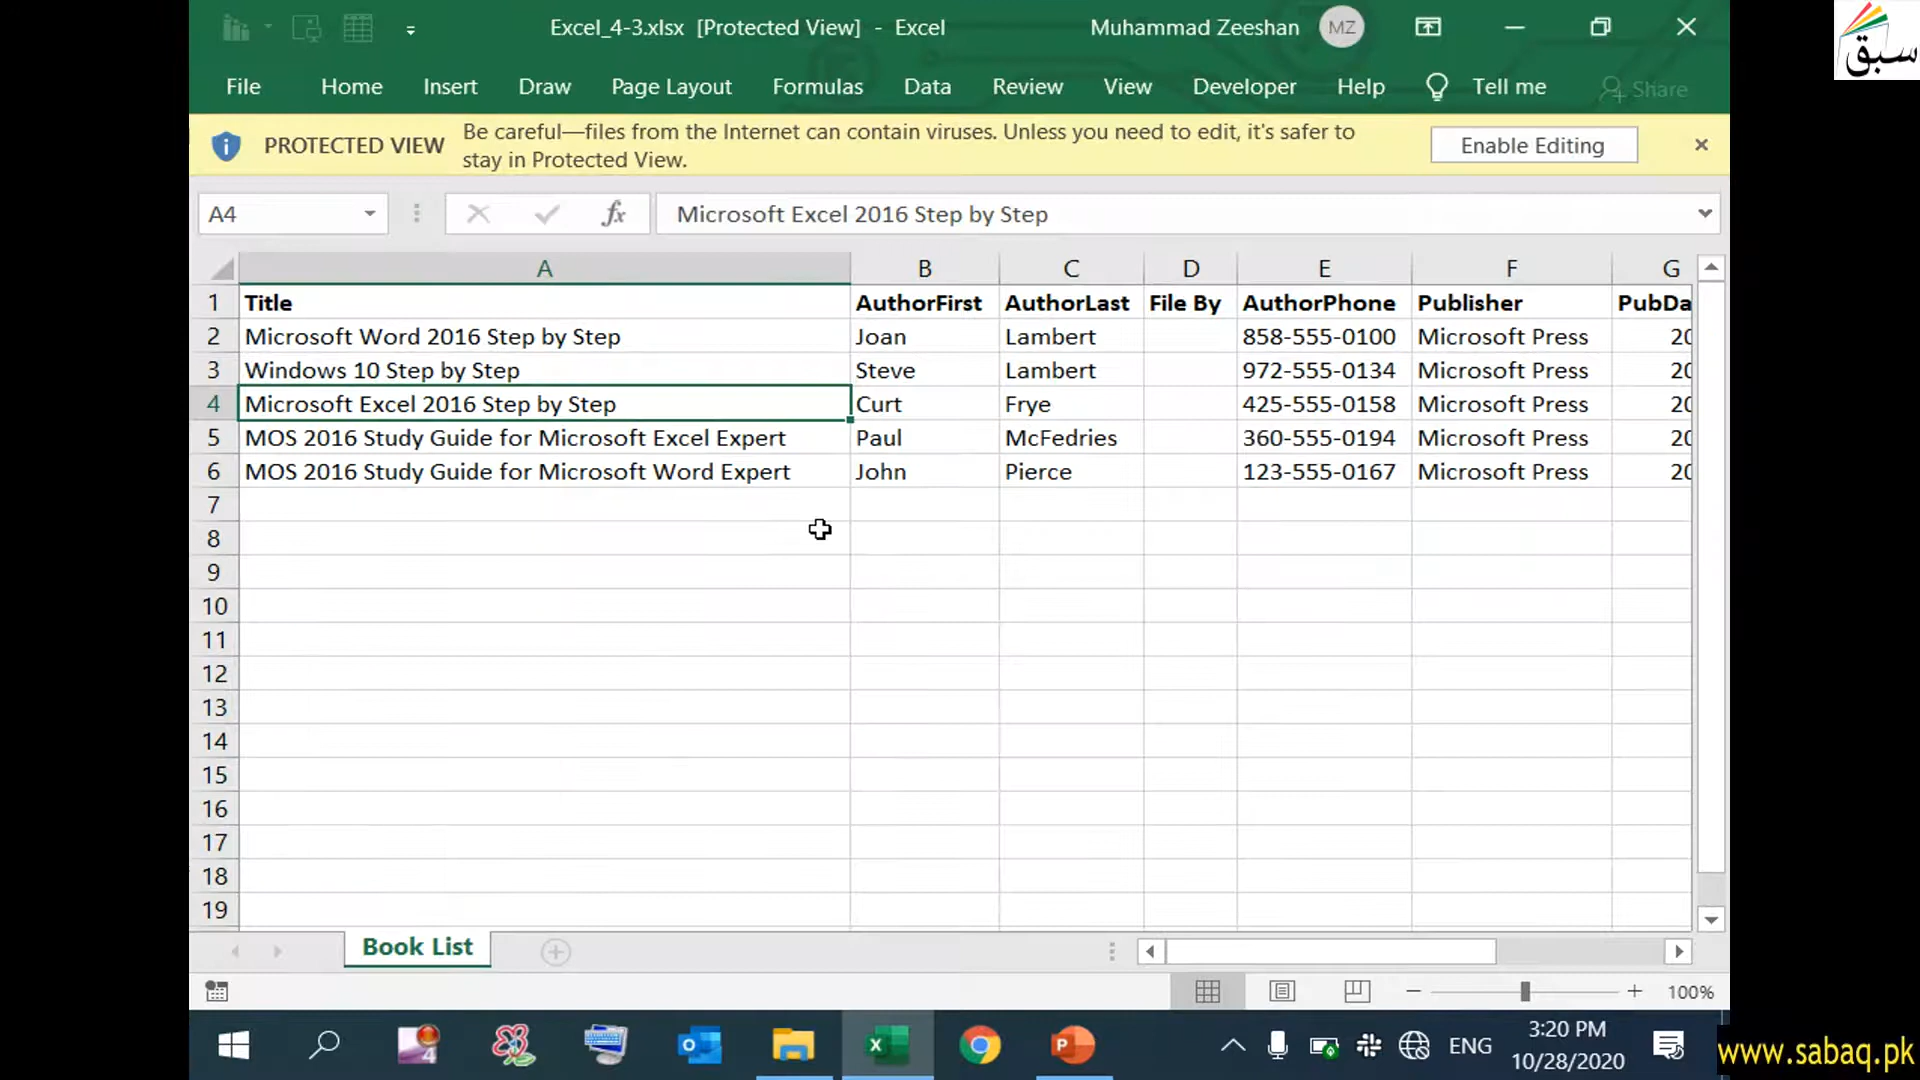 Excel_4-3.xlsx [Protected View] - Excel
Muhammad Zeeshan
MZ
سبق
File Home Insert Draw Page Layout Formulas Data Review View Developer Help Tell me Share
PROTECTED VIEW
Be careful—files from the Internet can contain viruses. Unless you need to edit, it's safer to
stay in Protected View.
Enable Editing
A4
fx
Microsoft Excel 2016 Step by Step
A B C D E F G
1 Title AuthorFirst AuthorLast File By AuthorPhone Publisher PubDa
2 Microsoft Word 2016 Step by Step Joan Lambert 858-555-0100 Microsoft Press 20
3 Windows 10 Step by Step Steve Lambert 972-555-0134 Microsoft Press 20
4 Microsoft Excel 2016 Step by Step Curt Frye 425-555-0158 Microsoft Press 20
5 MOS 2016 Study Guide for Microsoft Excel Expert Paul McFedries 360-555-0194 Microsoft Press 20
6 MOS 2016 Study Guide for Microsoft Word Expert John Pierce 123-555-0167 Microsoft Press 20
7
8
9
10
11
12
13
14
15
16
17
18
19
Book List
100%
4
ENG
3:20 PM
10/28/2020
www.sabaq.pk